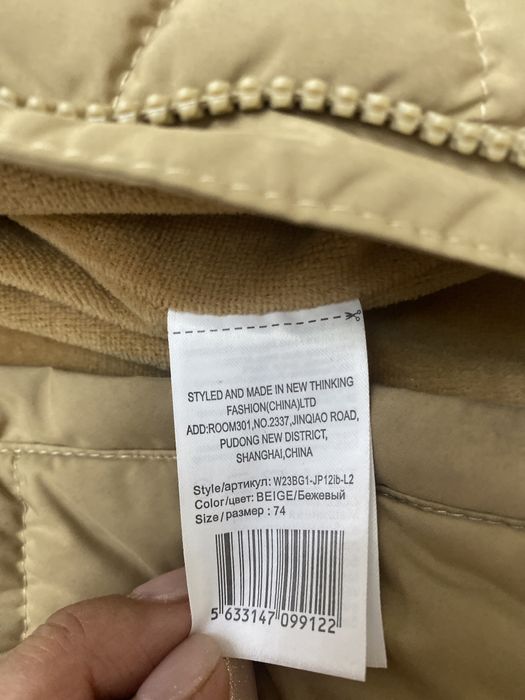 STYLED AND MADE IN NEW THINKING
FASHION(CHINA)LTD
ADD:ROOM301,NO.2337,JINQIAO ROAD,
PUDONG NEW DISTRICT,
SHANGHAI,CHINA
Style/артикул: W23BG1-JP12ib-L2
Color/цвет: BEIGE/Бежевый
Size/размер : 74
5 633147 099122